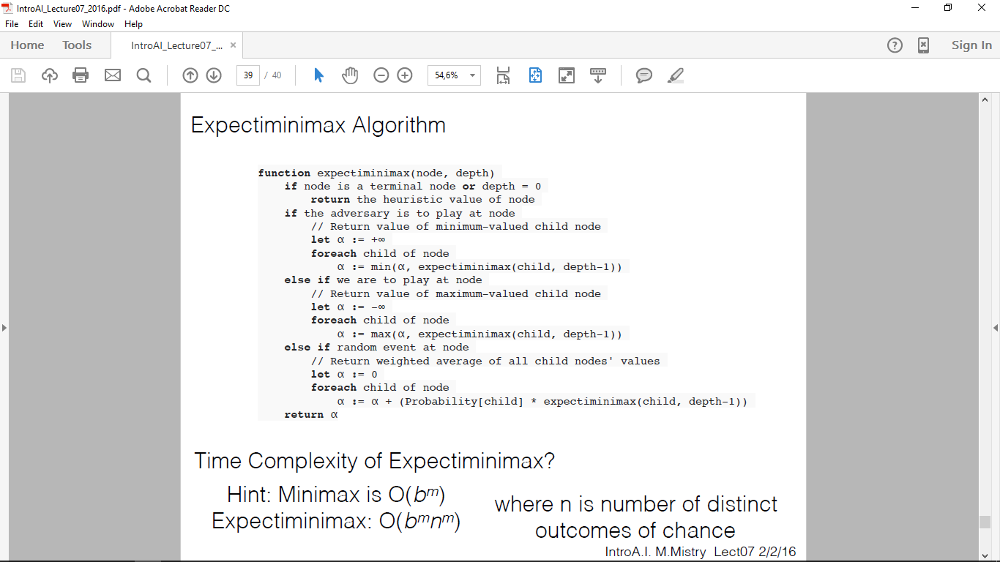 IntroAI_Lecture07_2016.pdf - Adobe Acrobat Reader DC
File Edit View Window Help
Home Tools IntroAI_Lecture07_... × ? Sign In
39 / 40 54,6%
Expectiminimax Algorithm
function expectiminimax(node, depth)
if node is a terminal node or depth = 0
return the heuristic value of node
if the adversary is to play at node
// Return value of minimum-valued child node
let α := +∞
foreach child of node
α := min(α, expectiminimax(child, depth-1))
else if we are to play at node
// Return value of maximum-valued child node
let α := -∞
foreach child of node
α := max(α, expectiminimax(child, depth-1))
else if random event at node
// Return weighted average of all child nodes' values
let α := 0
foreach child of node
α := α + (Probability[child] * expectiminimax(child, depth-1))
return α
Time Complexity of Expectiminimax?
Hint: Minimax is O(bᵐ)
Expectiminimax: O(bᵐnᵐ)
where n is number of distinct
outcomes of chance
IntroA.I. M.Mistry Lect07 2/2/16